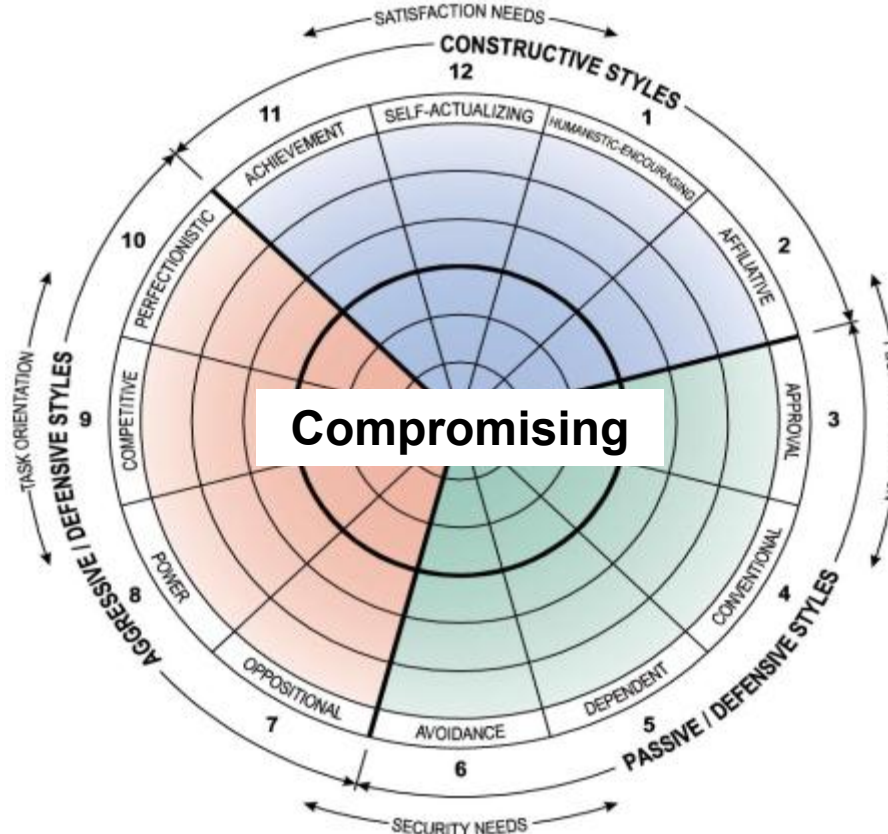 SATISFACTION NEEDS
CONSTRUCTIVE STYLES
12
11
1
ACHIEVEMENT
SELF-ACTUALIZING
HUMANISTIC-ENCOURAGING
10
2
PERFECTIONISTIC
AFFILIATIVE
TASK ORIENTATION
AGGRESSIVE / DEFENSIVE STYLES
9
COMPETITIVE
Compromising
APPROVAL
3
8
POWER
CONVENTIONAL
4
OPPOSITIONAL
DEPENDENT
7
AVOIDANCE
5
PASSIVE / DEFENSIVE STYLES
6
SECURITY NEEDS